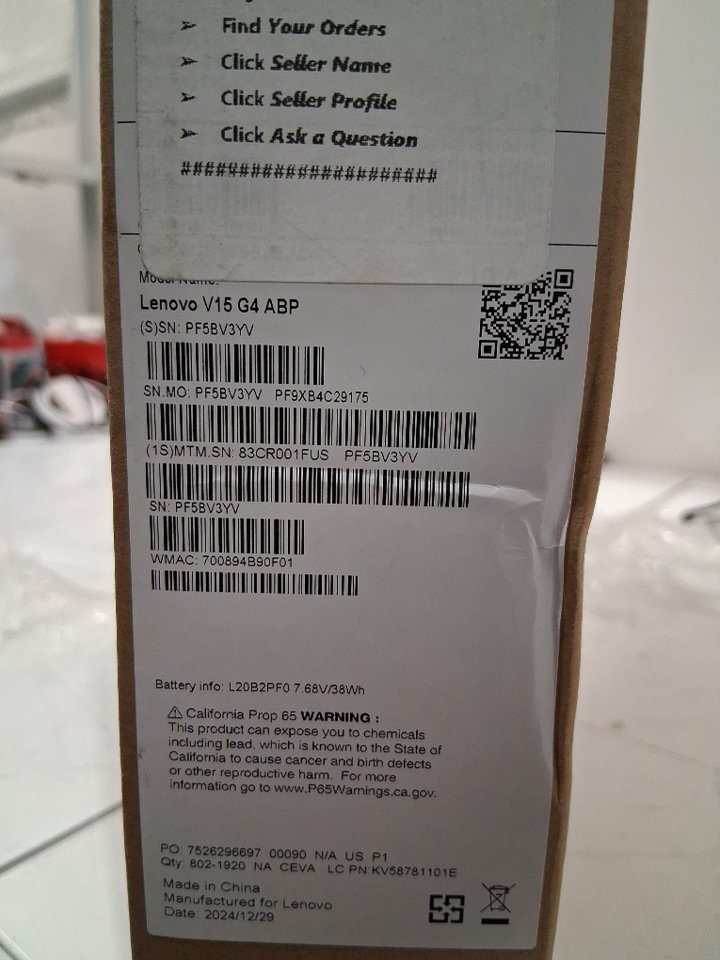 ➢ Find Your Orders
➢ Click Seller Name
➢ Click Seller Profile
➢ Click Ask a Question
######################
Model Name:
Lenovo V15 G4 ABP
(S)SN: PF5BV3YV
SN.MO: PF5BV3YV PF9XB4C29175
(1S)MTM.SN: 83CR001FUS PF5BV3YV
SN: PF5BV3YV
WMAC: 700894B90F01
Battery info: L20B2PF0 7.68V/38Wh
⚠ California Prop 65 WARNING :
This product can expose you to chemicals
including lead, which is known to the State of
California to cause cancer and birth defects
or other reproductive harm. For more
information go to www.P65Warnings.ca.gov.
PO: 7526296697 00090 N/A US P1
Qty: 802-1920 NA CEVA LC PN:KV58781101E
Made in China
Manufactured for Lenovo
Date: 2024/12/29